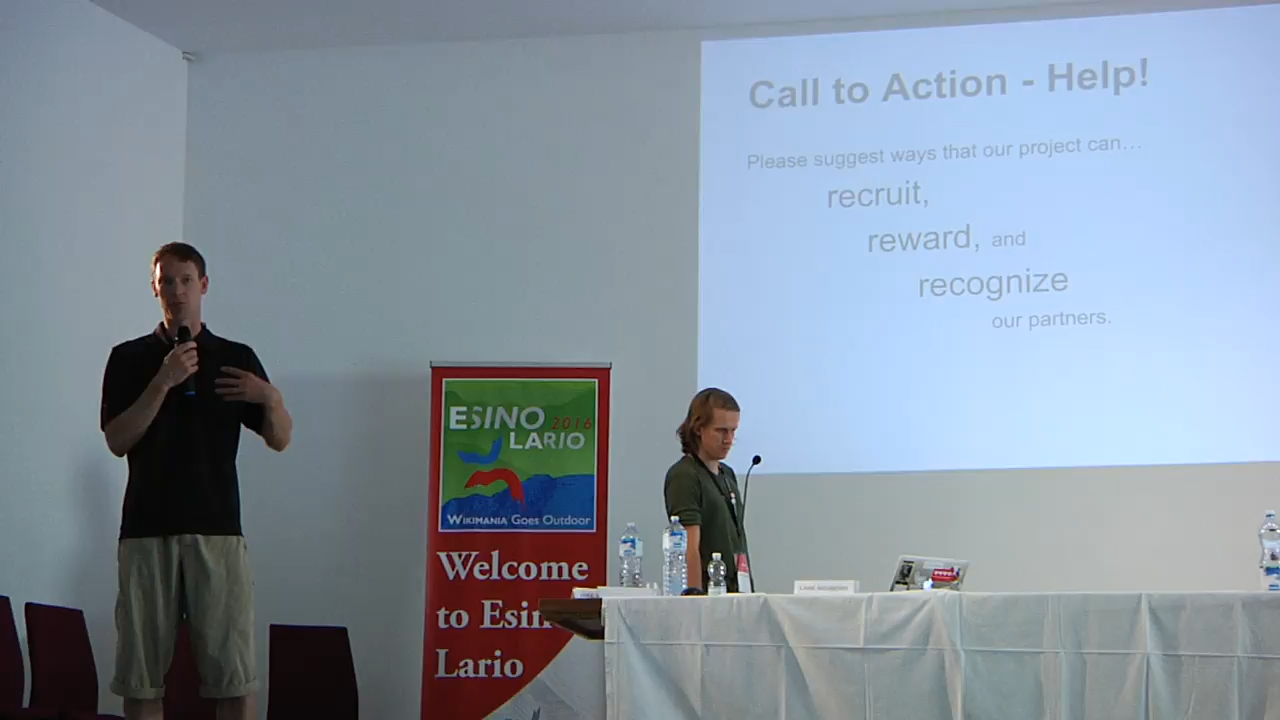 Call to Action - Help!
Please suggest ways that our project can…
recruit,
reward, and
recognize
our partners.
ESINO 2016
LARIO
WIKIMANIA Goes Outdoor
Welcome
to Esin
Lario